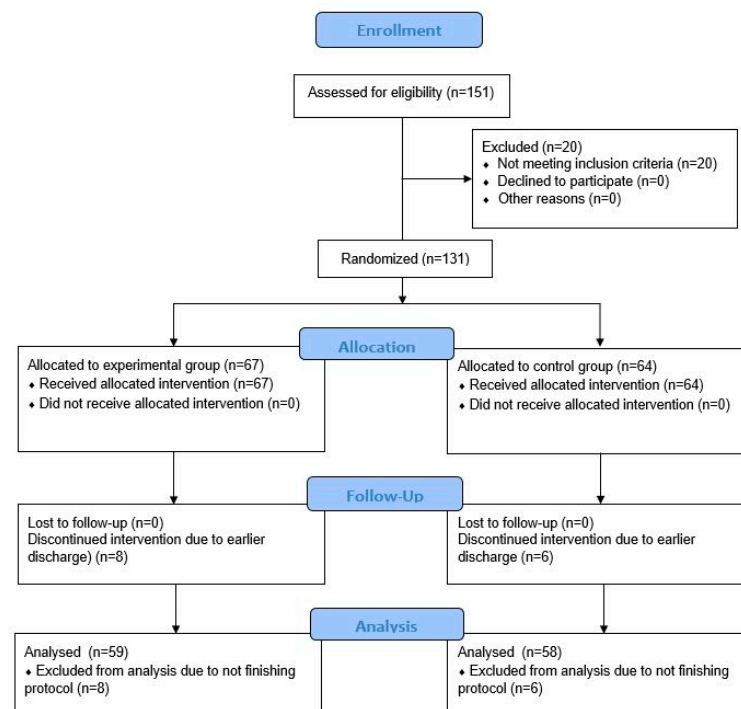 Enrollment
Assessed for eligibility (n=151)
Excluded (n=20)
⬧ Not meeting inclusion criteria (n=20)
⬧ Declined to participate (n=0)
⬧ Other reasons (n=0)
Randomized (n=131)
Allocation
Allocated to experimental group (n=67)
⬧ Received allocated intervention (n=67)
⬧ Did not receive allocated intervention (n=0)
Allocated to control group (n=64)
⬧ Received allocated intervention (n=64)
⬧ Did not receive allocated intervention (n=0)
Follow-Up
Lost to follow-up (n=0)
Discontinued intervention due to earlier
discharge) (n=8)
Lost to follow-up (n=0)
Discontinued intervention due to earlier
discharge (n=6)
Analysis
Analysed (n=59)
⬧ Excluded from analysis due to not finishing
protocol (n=8)
Analysed (n=58)
⬧ Excluded from analysis due to not finishing
protocol (n=6)